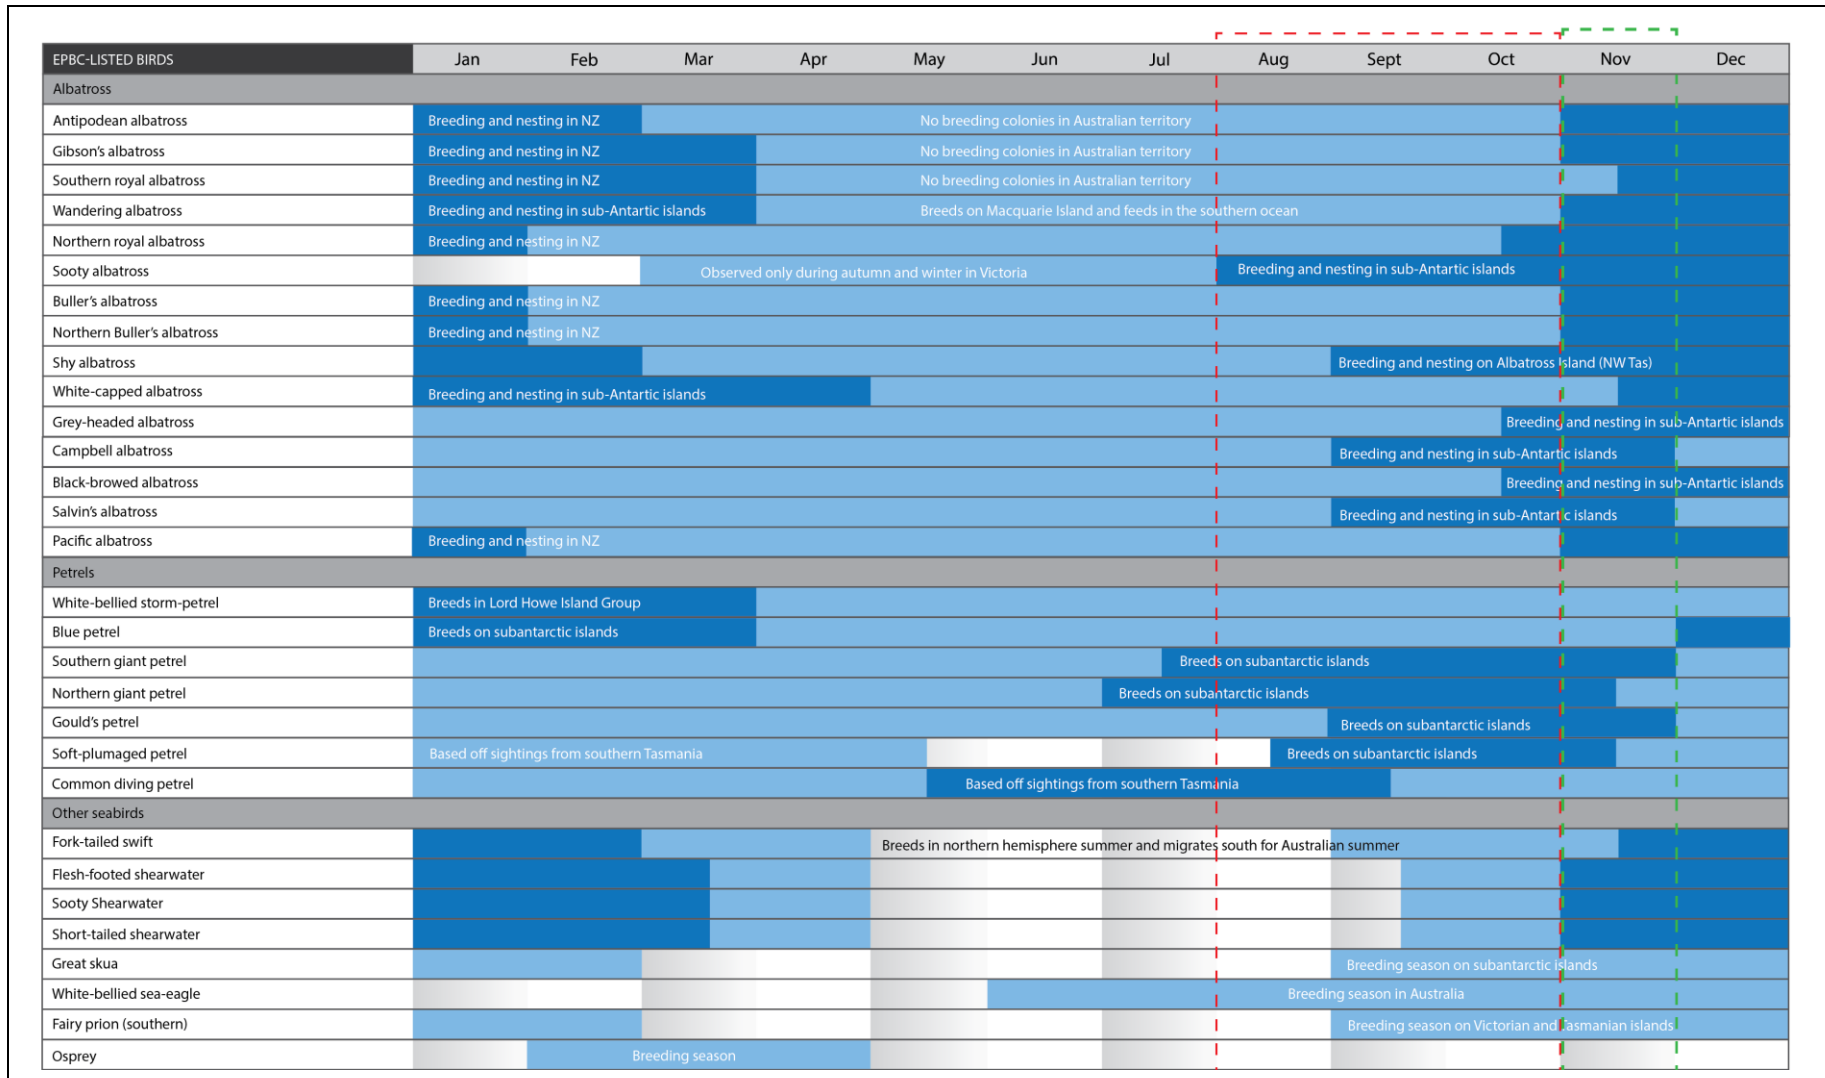 EPBC-LISTED BIRDS Jan Feb Mar Apr May Jun Jul Aug Sept Oct Nov Dec
Albatross
Antipodean albatross Breeding and nesting in NZ No breeding colonies in Australian territory
Gibson's albatross Breeding and nesting in NZ No breeding colonies in Australian territory
Southern royal albatross Breeding and nesting in NZ No breeding colonies in Australian territory
Wandering albatross Breeding and nesting in sub-Antartic islands Breeds on Macquarie Island and feeds in the southern ocean
Northern royal albatross Breeding and nesting in NZ
Sooty albatross Observed only during autumn and winter in Victoria Breeding and nesting in sub-Antartic islands
Buller's albatross Breeding and nesting in NZ
Northern Buller's albatross Breeding and nesting in NZ
Shy albatross Breeding and nesting on Albatross Island (NW Tas)
White-capped albatross Breeding and nesting in sub-Antartic islands
Grey-headed albatross Breeding and nesting in sub-Antartic islands
Campbell albatross Breeding and nesting in sub-Antartic islands
Black-browed albatross Breeding and nesting in sub-Antartic islands
Salvin's albatross Breeding and nesting in sub-Antartic islands
Pacific albatross Breeding and nesting in NZ
Petrels
White-bellied storm-petrel Breeds in Lord Howe Island Group
Blue petrel Breeds on subantarctic islands
Southern giant petrel Breeds on subantarctic islands
Northern giant petrel Breeds on subantarctic islands
Gould's petrel Breeds on subantarctic islands
Soft-plumaged petrel Based off sightings from southern Tasmania Breeds on subantarctic islands
Common diving petrel Based off sightings from southern Tasmania
Other seabirds
Fork-tailed swift Breeds in northern hemisphere summer and migrates south for Australian summer
Flesh-footed shearwater
Sooty Shearwater
Short-tailed shearwater
Great skua Breeding season on subantarctic islands
White-bellied sea-eagle Breeding season in Australia
Fairy prion (southern) Breeding season on Victorian and Tasmanian islands
Osprey Breeding season